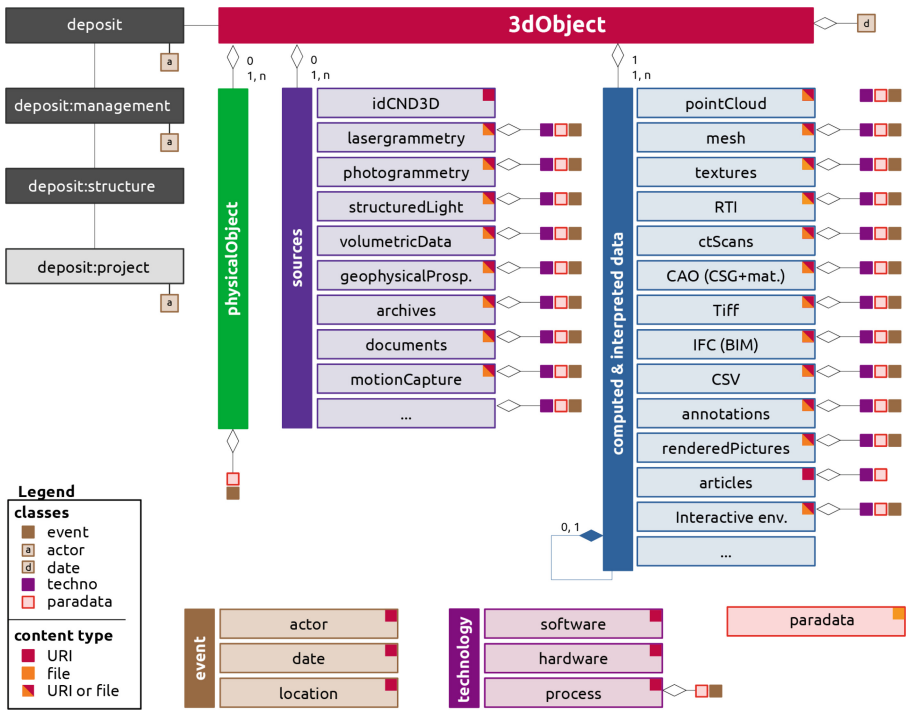 deposit
3dObject
d
a
0
1, n
0
1, n
1
1, n
deposit:management
a
deposit:structure
deposit:project
a
physicalObject
sources
idCND3D
lasergrammetry
photogrammetry
structuredLight
volumetricData
geophysicalProsp.
archives
documents
motionCapture
...
computed & interpreted data
pointCloud
mesh
textures
RTI
ctScans
CAO (CSG+mat.)
Tiff
IFC (BIM)
CSV
annotations
renderedPictures
articles
Interactive env.
...
0, 1
Legend
classes
event
a actor
d date
techno
paradata
content type
URI
file
URI or file
event
actor
date
location
technology
software
hardware
process
paradata